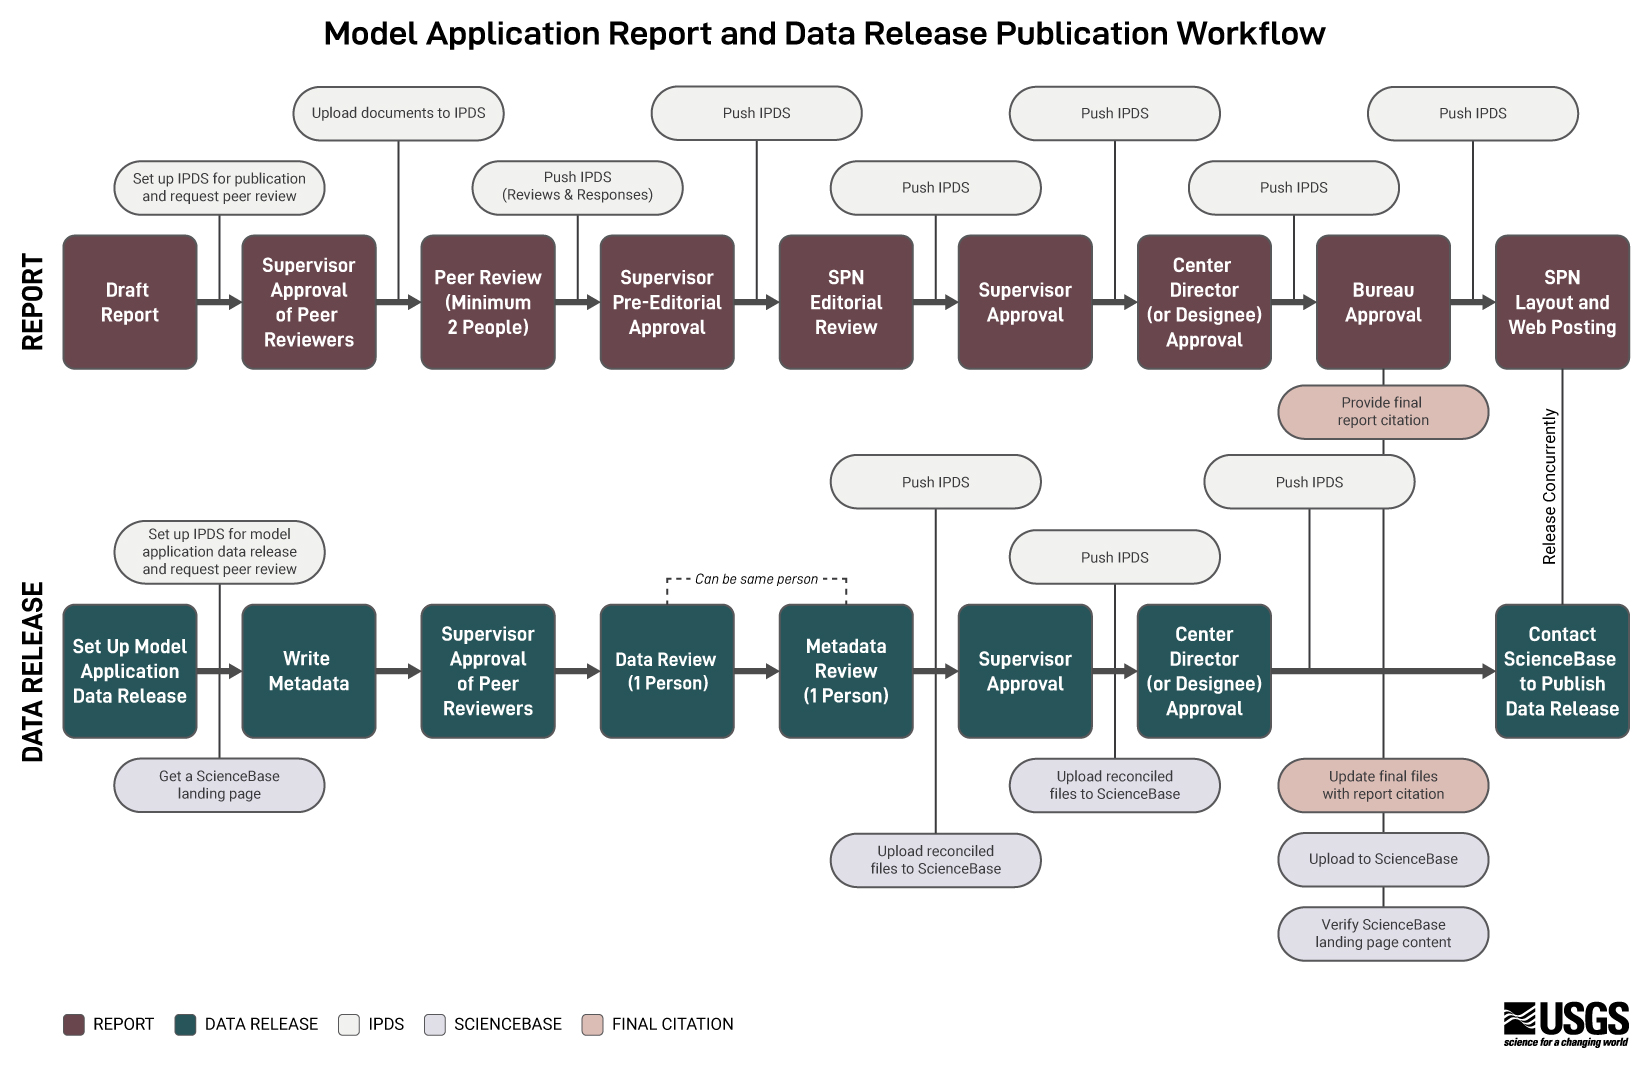 Model Application Report and Data Release Publication Workflow
Upload documents to IPDS
Push IPDS
Push IPDS
Push IPDS
Set up IPDS for publication
and request peer review
Push IPDS
(Reviews & Responses)
Push IPDS
Push IPDS
REPORT
Draft
Report
Supervisor
Approval
of Peer
Reviewers
Peer Review
(Minimum
2 People)
Supervisor
Pre-Editorial
Approval
SPN
Editorial
Review
Supervisor
Approval
Center
Director
(or Designee)
Approval
Bureau
Approval
SPN
Layout and
Web Posting
Provide final
report citation
Release Concurrently
Push IPDS
Push IPDS
Set up IPDS for model
application data release
and request peer review
Push IPDS
Can be same person
DATA RELEASE
Set Up Model
Application
Data Release
Write
Metadata
Supervisor
Approval
of Peer
Reviewers
Data Review
(1 Person)
Metadata
Review
(1 Person)
Supervisor
Approval
Center
Director
(or Designee)
Approval
Contact
ScienceBase
to Publish
Data Release
Get a ScienceBase
landing page
Upload reconciled
files to ScienceBase
Update final files
with report citation
Upload reconciled
files to ScienceBase
Upload to ScienceBase
Verify ScienceBase
landing page content
REPORT
DATA RELEASE
IPDS
SCIENCEBASE
FINAL CITATION
USGS
science for a changing world